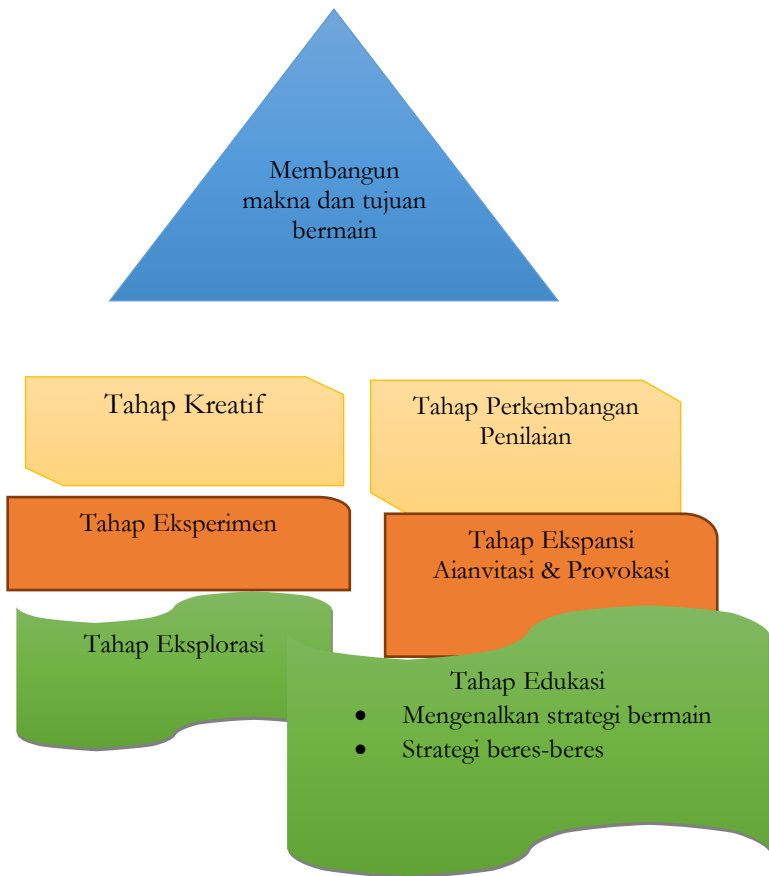 Membangun
makna dan tujuan
bermain
Tahap Kreatif
Tahap Perkembangan
Penilaian
Tahap Eksperimen
Tahap Ekspansi
Aianvitasi & Provokasi
Tahap Eksplorasi
Tahap Edukasi
• Mengenalkan strategi bermain
• Strategi beres-beres